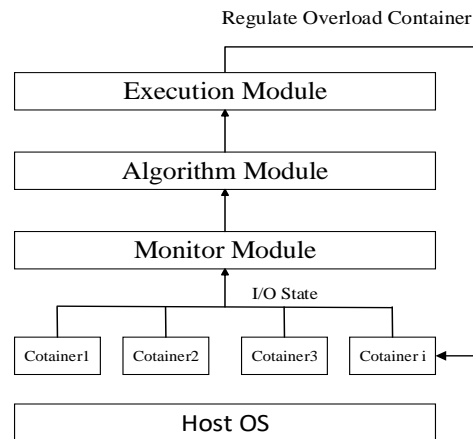 Regulate Overload Container
Execution Module
Algorithm Module
Monitor Module
I/O State
Cotainer1 Cotainer2 Cotainer3 Cotainer i
Host OS